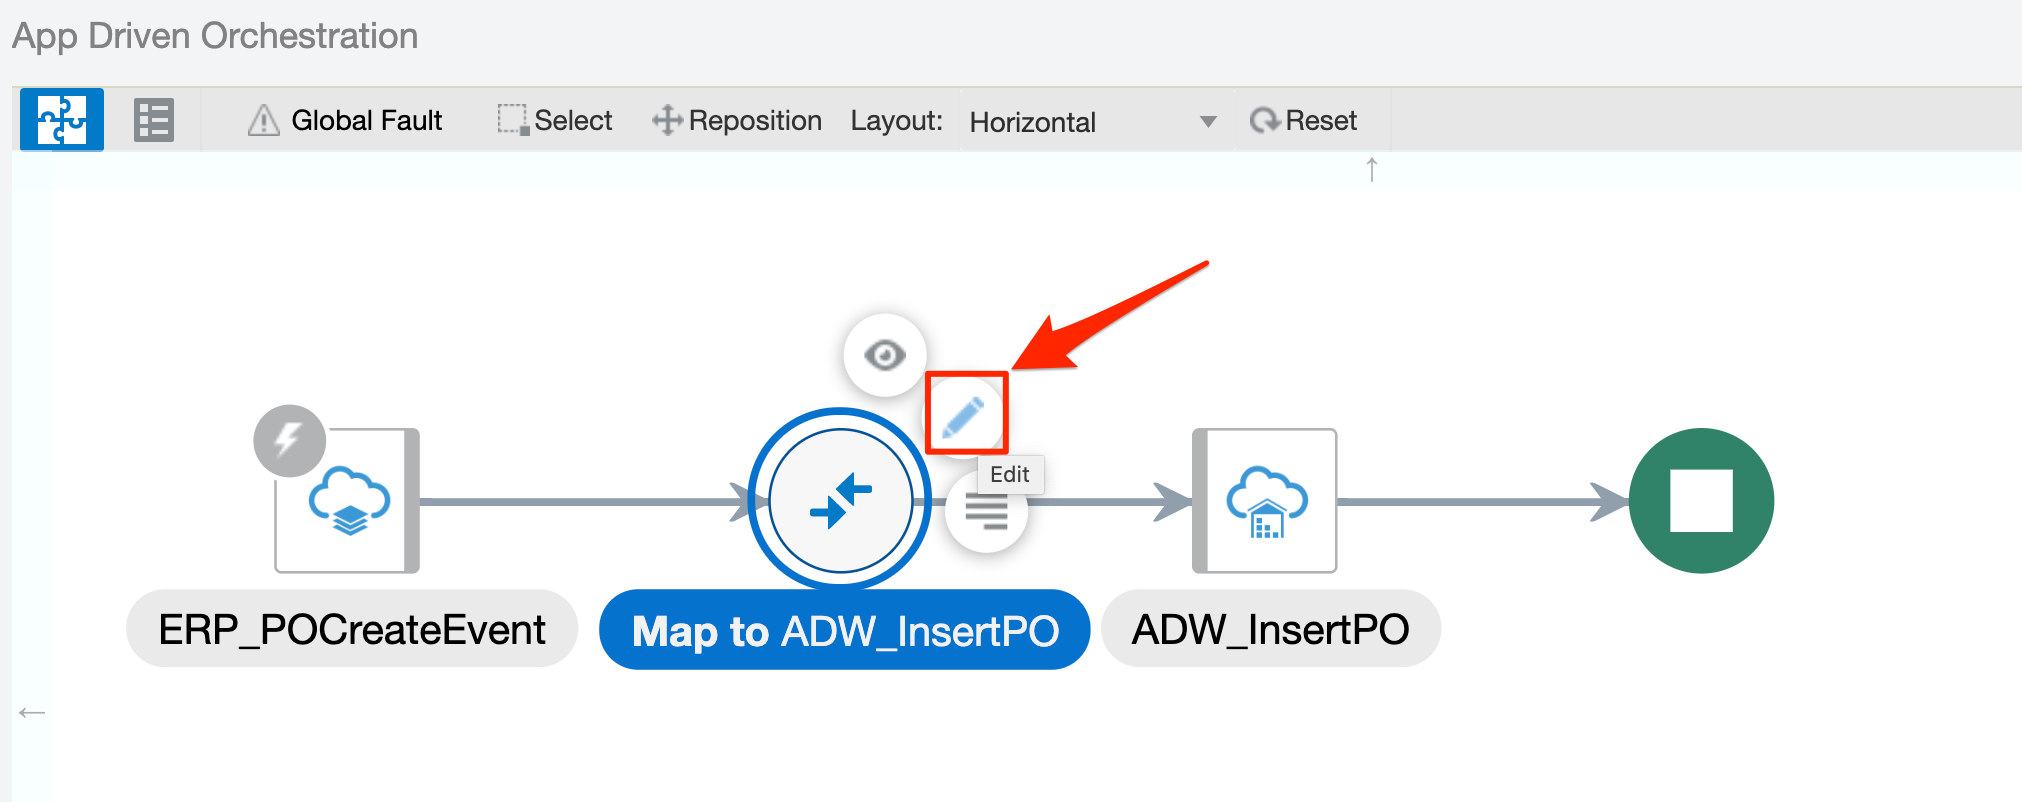 App Driven Orchestration
Global Fault Select Reposition Layout: Horizontal Reset
Edit
ERP_POCreateEvent Map to ADW_InsertPO ADW_InsertPO